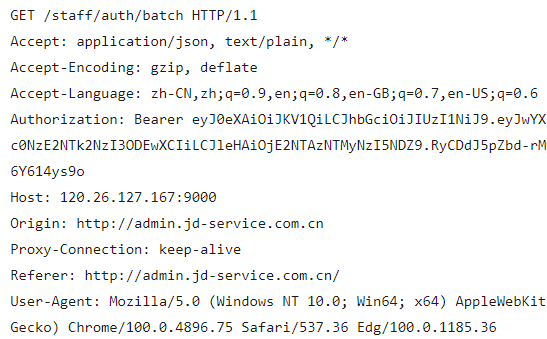 GET /staff/auth/batch HTTP/1.1
Accept: application/json, text/plain, */*
Accept-Encoding: gzip, deflate
Accept-Language: zh-CN,zh;q=0.9,en;q=0.8,en-GB;q=0.7,en-US;q=0.6
Authorization: Bearer eyJ0eXAiOiJKV1QiLCJhbGciOiJIUzI1NiJ9.eyJwYX
c0NzE2NTk2NzI3ODEwXCIiLCJleHAiOjE2NTAzNTMyNzI5NDZ9.RyCDdJ5pZbd-rM
6Y614ys9o
Host: 120.26.127.167:9000
Origin: http://admin.jd-service.com.cn
Proxy-Connection: keep-alive
Referer: http://admin.jd-service.com.cn/
User-Agent: Mozilla/5.0 (Windows NT 10.0; Win64; x64) AppleWebKit
Gecko) Chrome/100.0.4896.75 Safari/537.36 Edg/100.0.1185.36